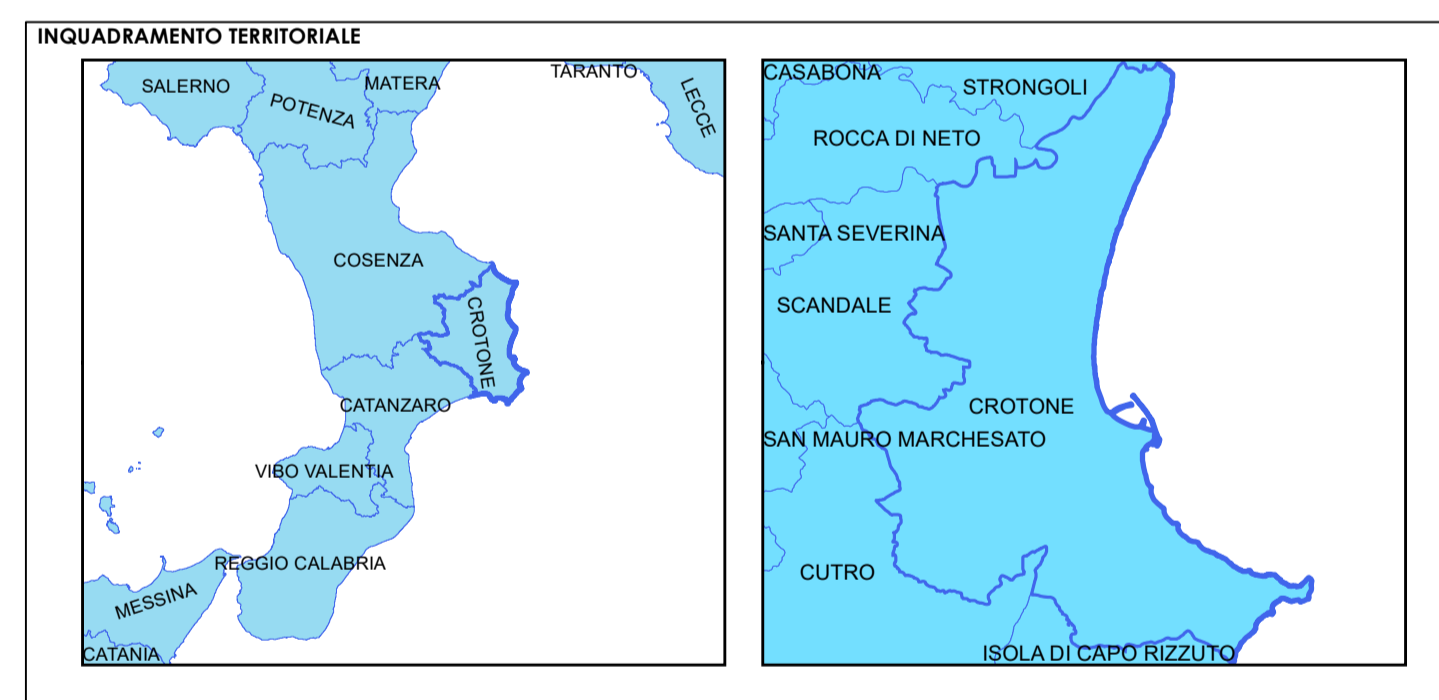 INQUADRAMENTO TERRITORIALE
SALERNO
POTENZA
MATERA
TARANTO
LECCE
COSENZA
CROTONE
CATANZARO
VIBO VALENTIA
REGGIO CALABRIA
MESSINA
CATANIA
CASABONA
STRONGOLI
ROCCA DI NETO
SANTA SEVERINA
SCANDALE
CROTONE
SAN MAURO MARCHESATO
CUTRO
ISOLA DI CAPO RIZZUTO